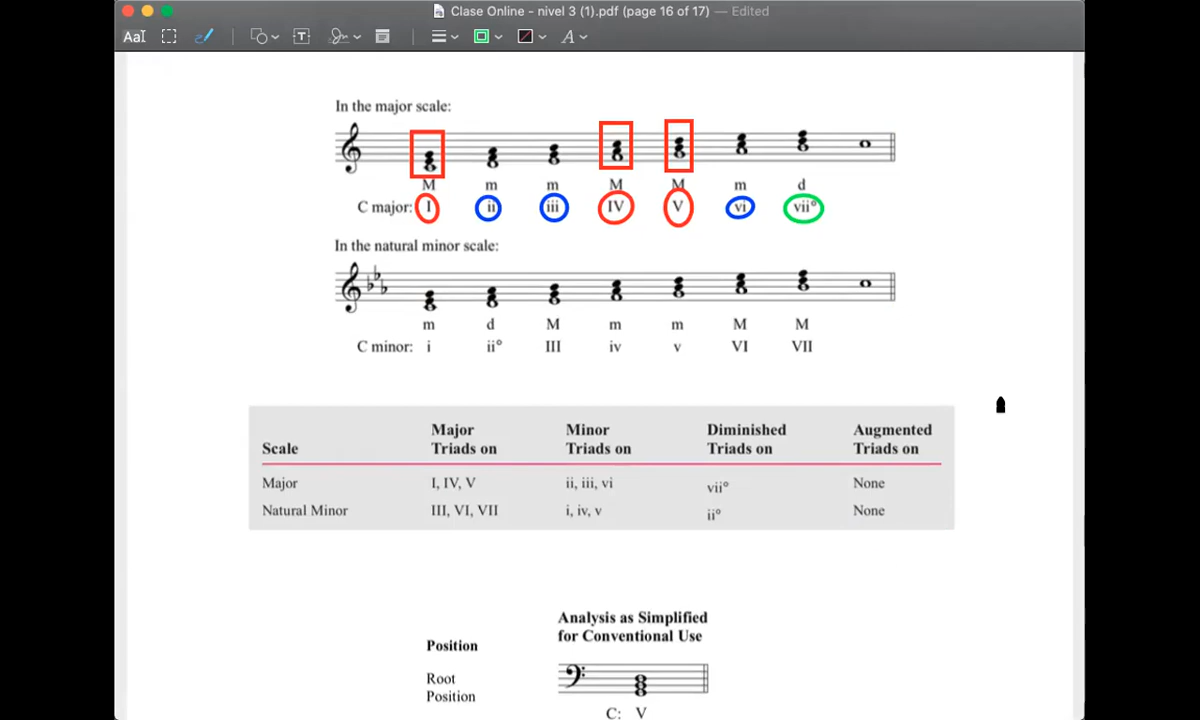 Clase Online - nivel 3 (1).pdf (page 16 of 17) — Edited
AaI T A
In the major scale:
M m m M M m d
C major: I ii iii IV V vi vii°
In the natural minor scale:
m d M m m M M
C minor: i ii° III iv v VI VII
Scale Major Triads on Minor Triads on Diminished Triads on Augmented Triads on
Major I, IV, V ii, iii, vi vii° None
Natural Minor III, VI, VII i, iv, v ii° None
Analysis as Simplified
for Conventional Use
Position
Root
Position
C: V